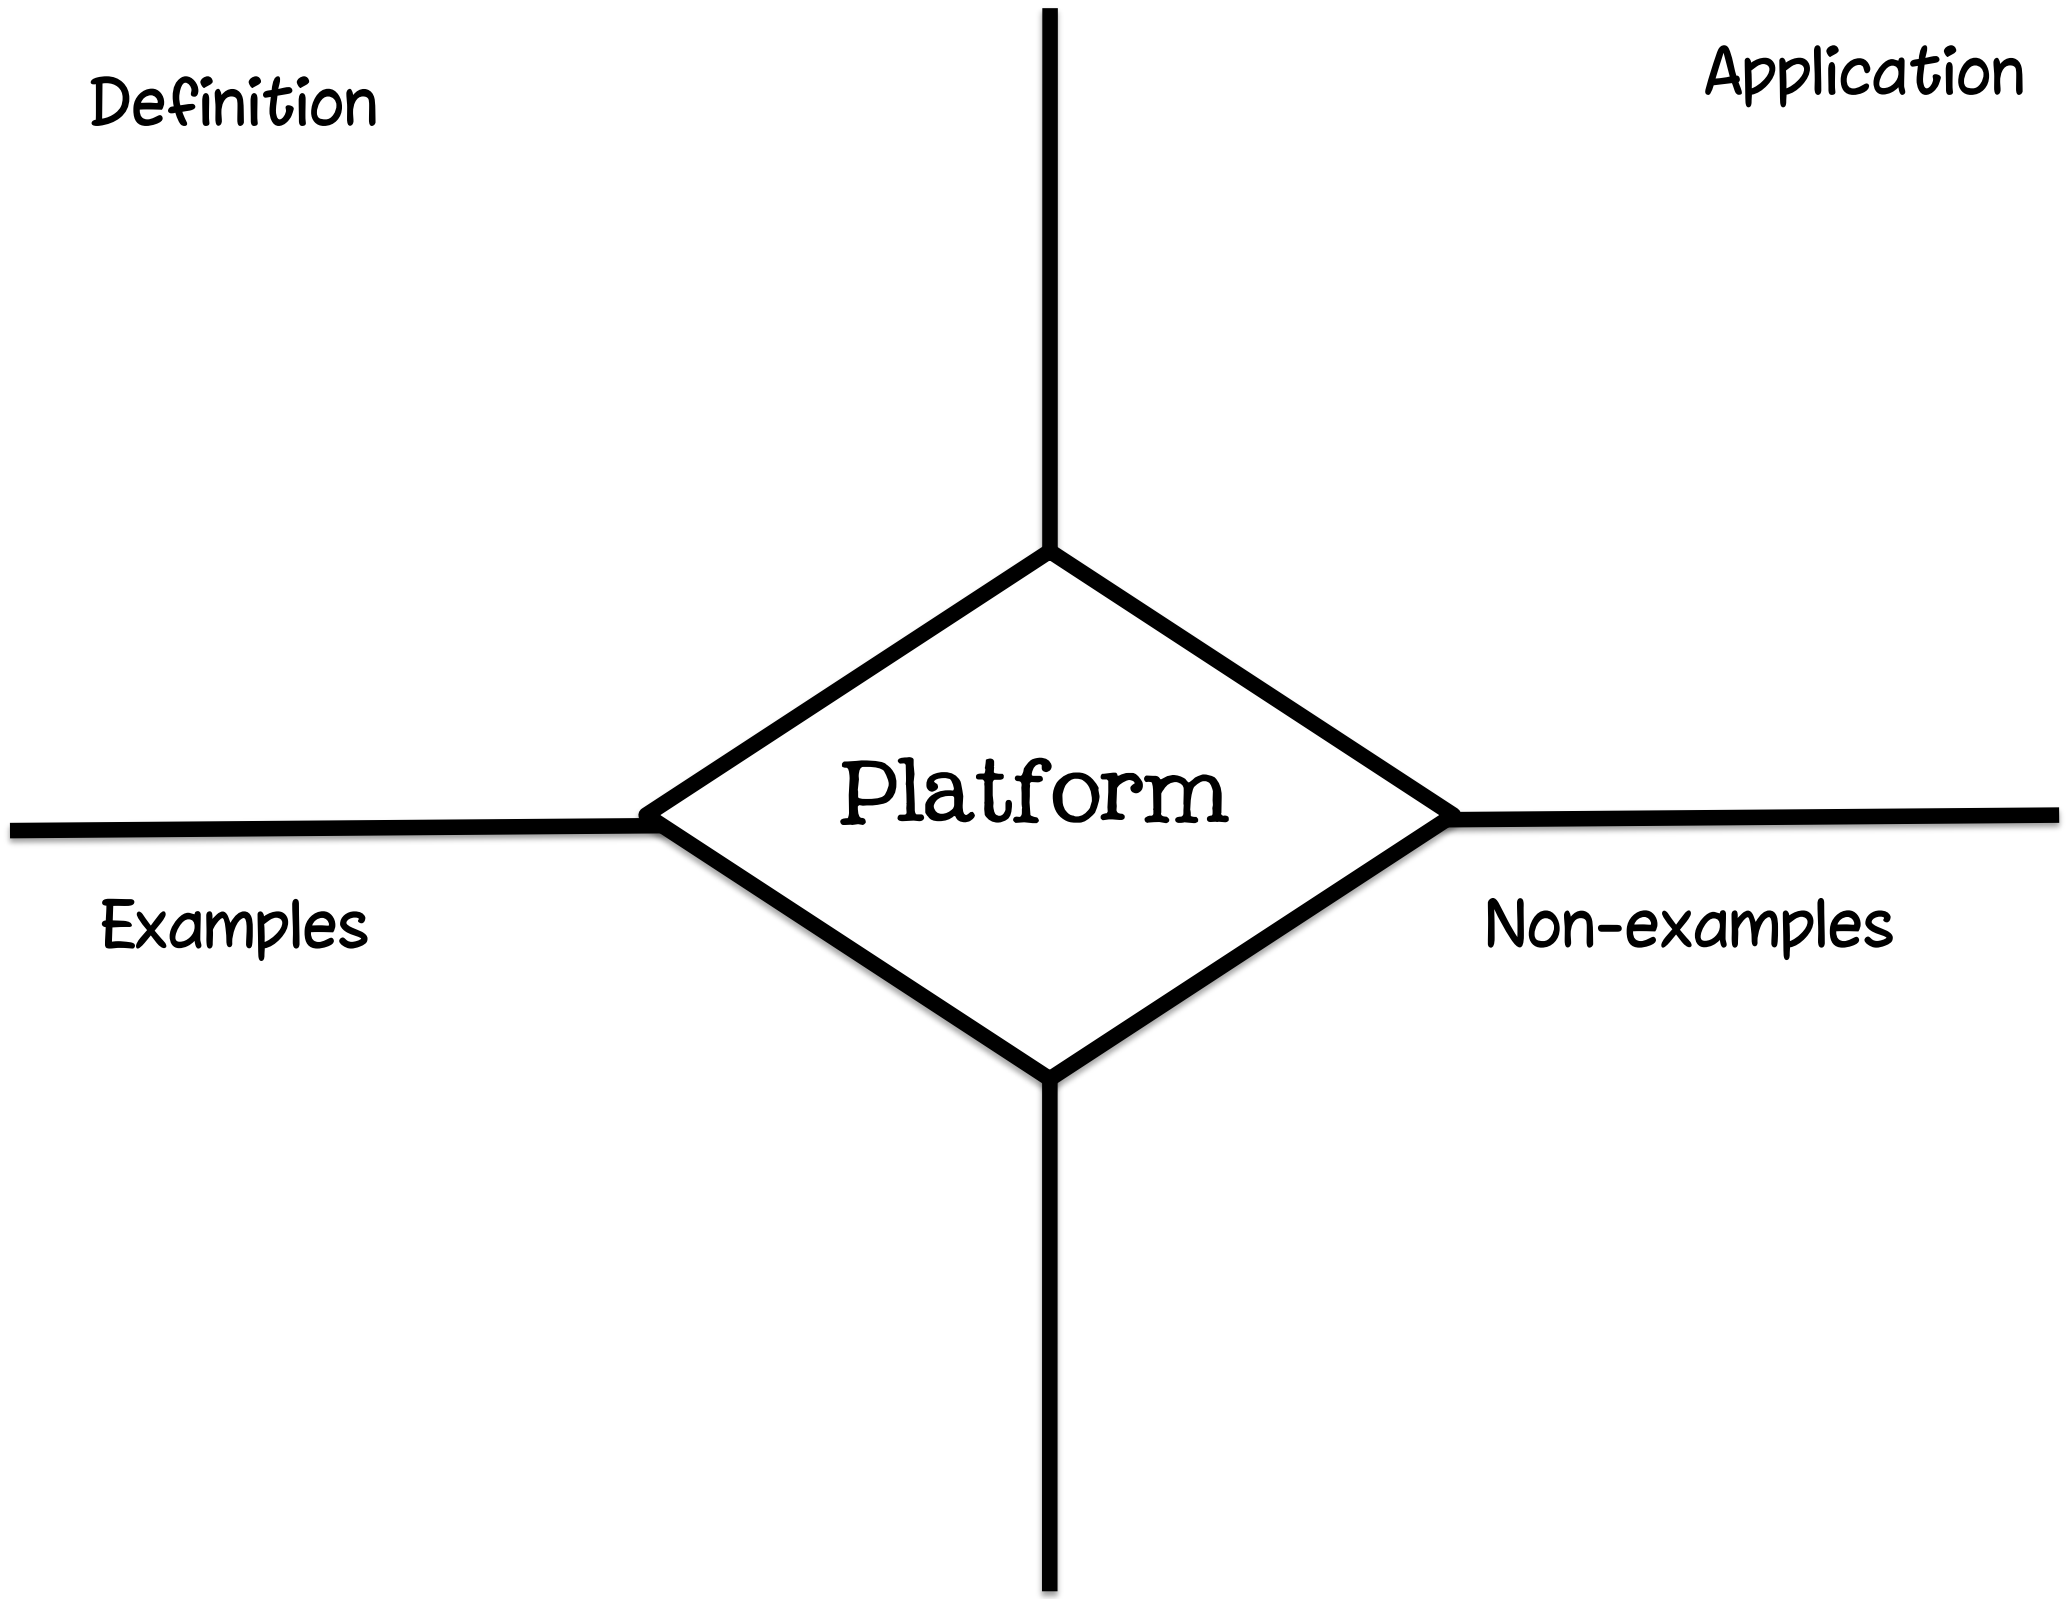 Definition
Application
Platform
Examples
Non-examples